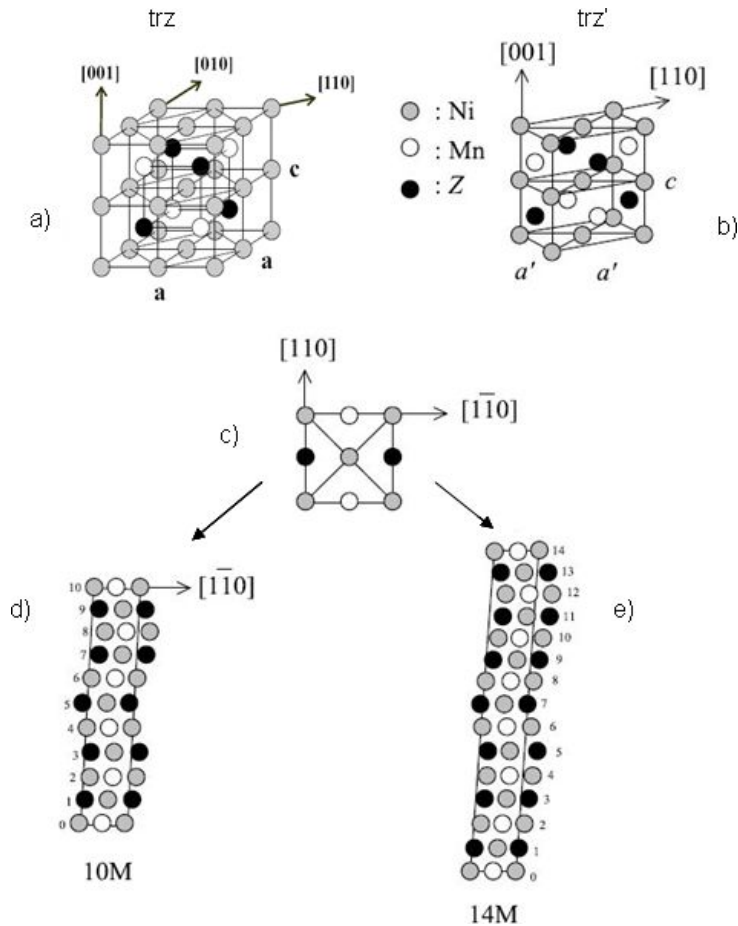 trz
trz'
[001]
[010]
[110]
c
a
a
a)
: Ni
: Mn
: Z
[001]
[110]
c
a'
a'
b)
[110]
[1̅10]
c)
10
9
8
7
6
5
4
3
2
1
0
[11̅0]
d)
10M
14
13
12
11
10
9
8
7
6
5
4
3
2
1
0
e)
14M